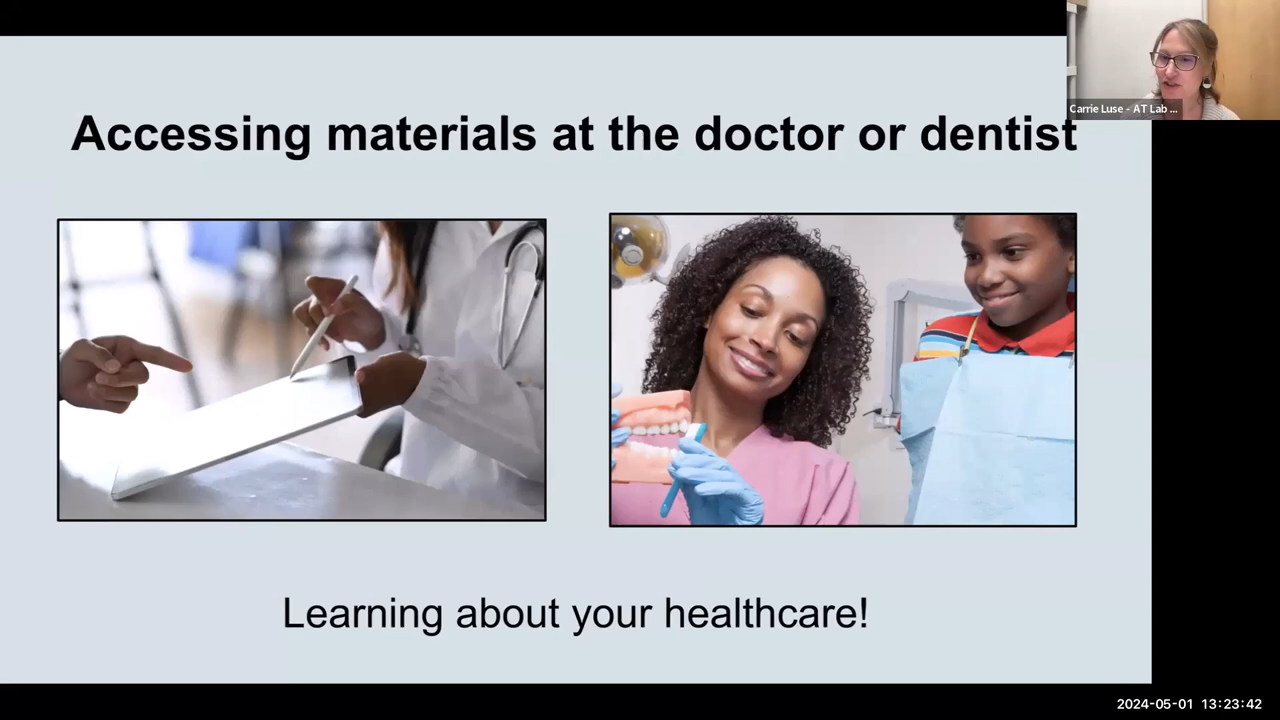 Accessing materials at the doctor or dentist
Carrie Luse - AT Lab ...
Learning about your healthcare!
2024-05-01 13:23:42